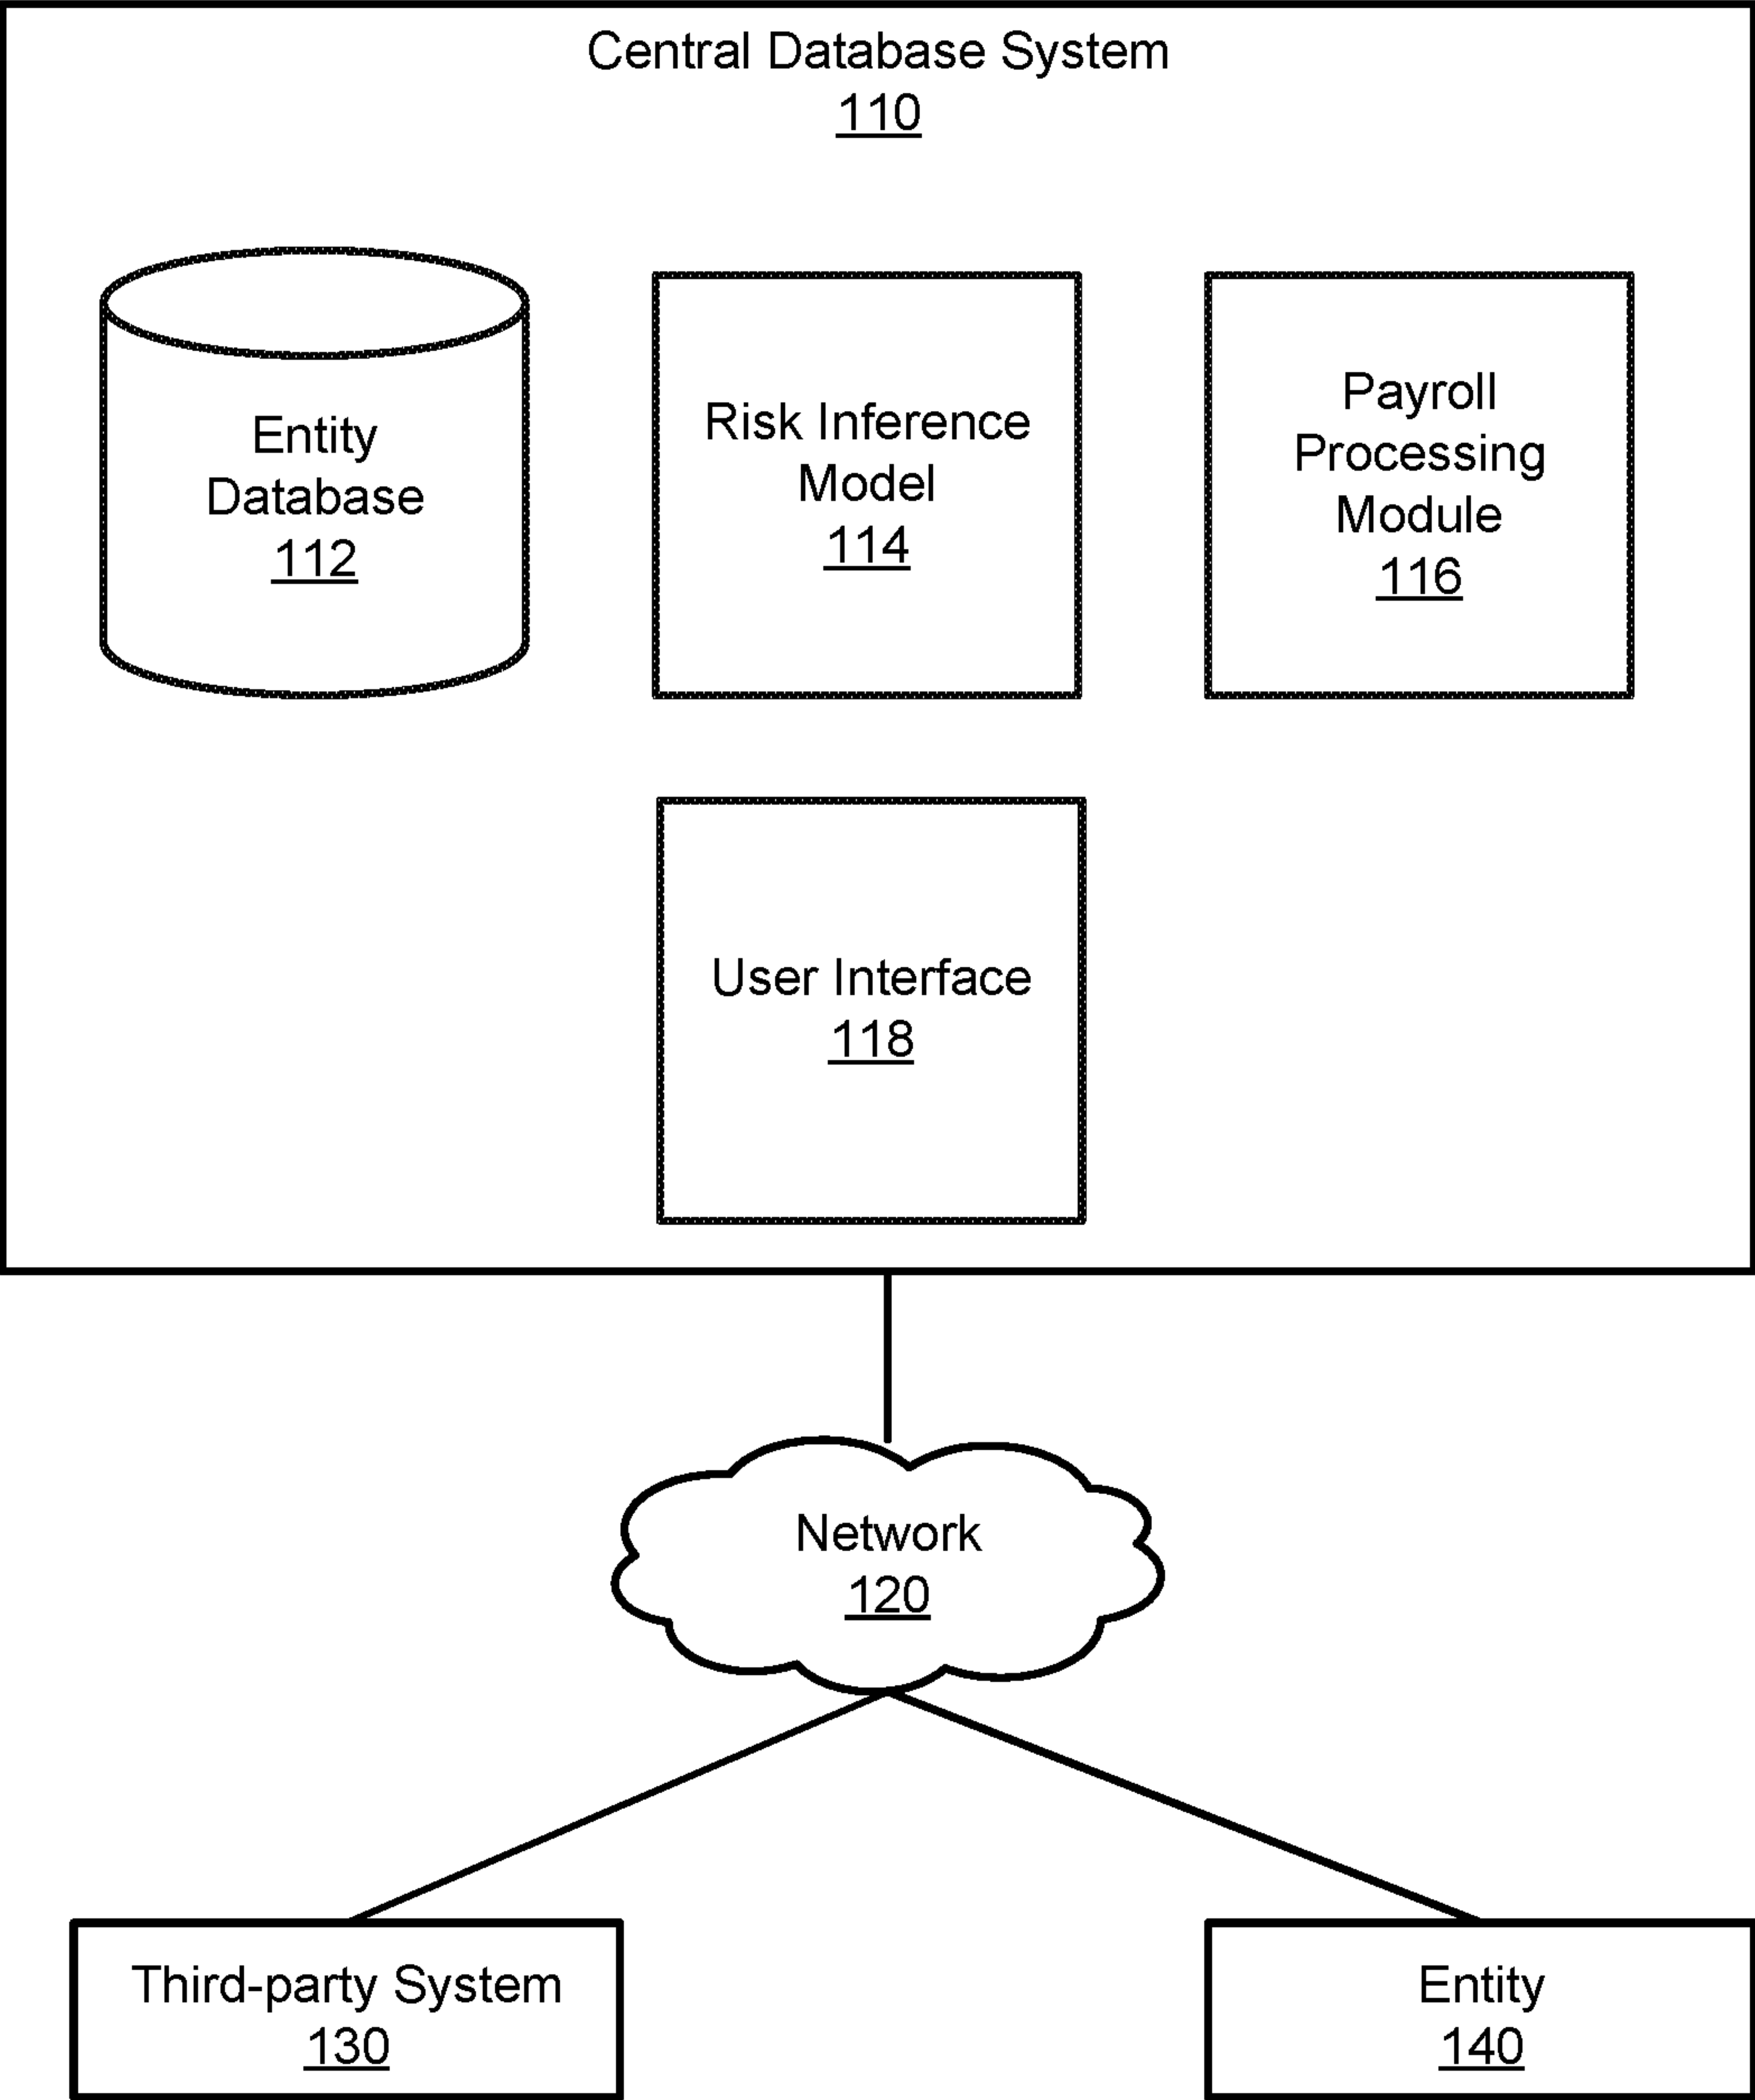 Central Database System
110
Entity
Database
112
Risk Inference
Model
114
Payroll
Processing
Module
116
User Interface
118
Network
120
Third-party System
130
Entity
140